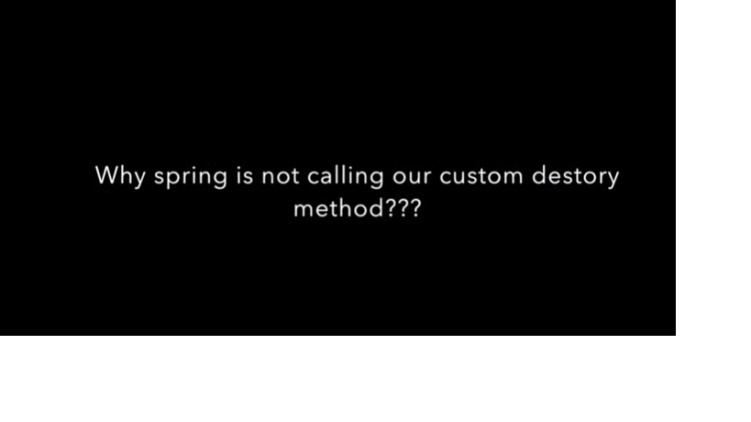 Why spring is not calling our custom destory
method???